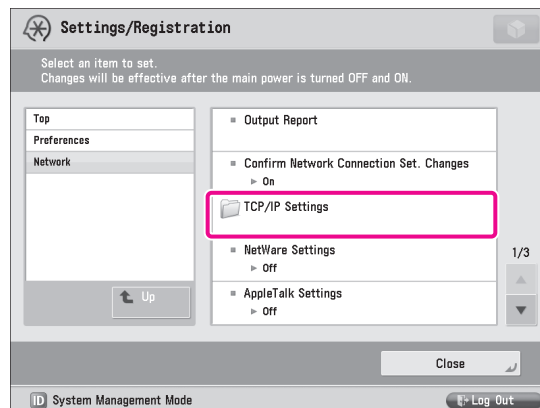 Settings/Registration
Select an item to set.
Changes will be effective after the main power is turned OFF and ON.
Top
Preferences
Network
Up
Output Report
Confirm Network Connection Set. Changes
▶ On
TCP/IP Settings
NetWare Settings
▶ Off
AppleTalk Settings
▶ Off
1/3
Close
ID System Management Mode
Log Out